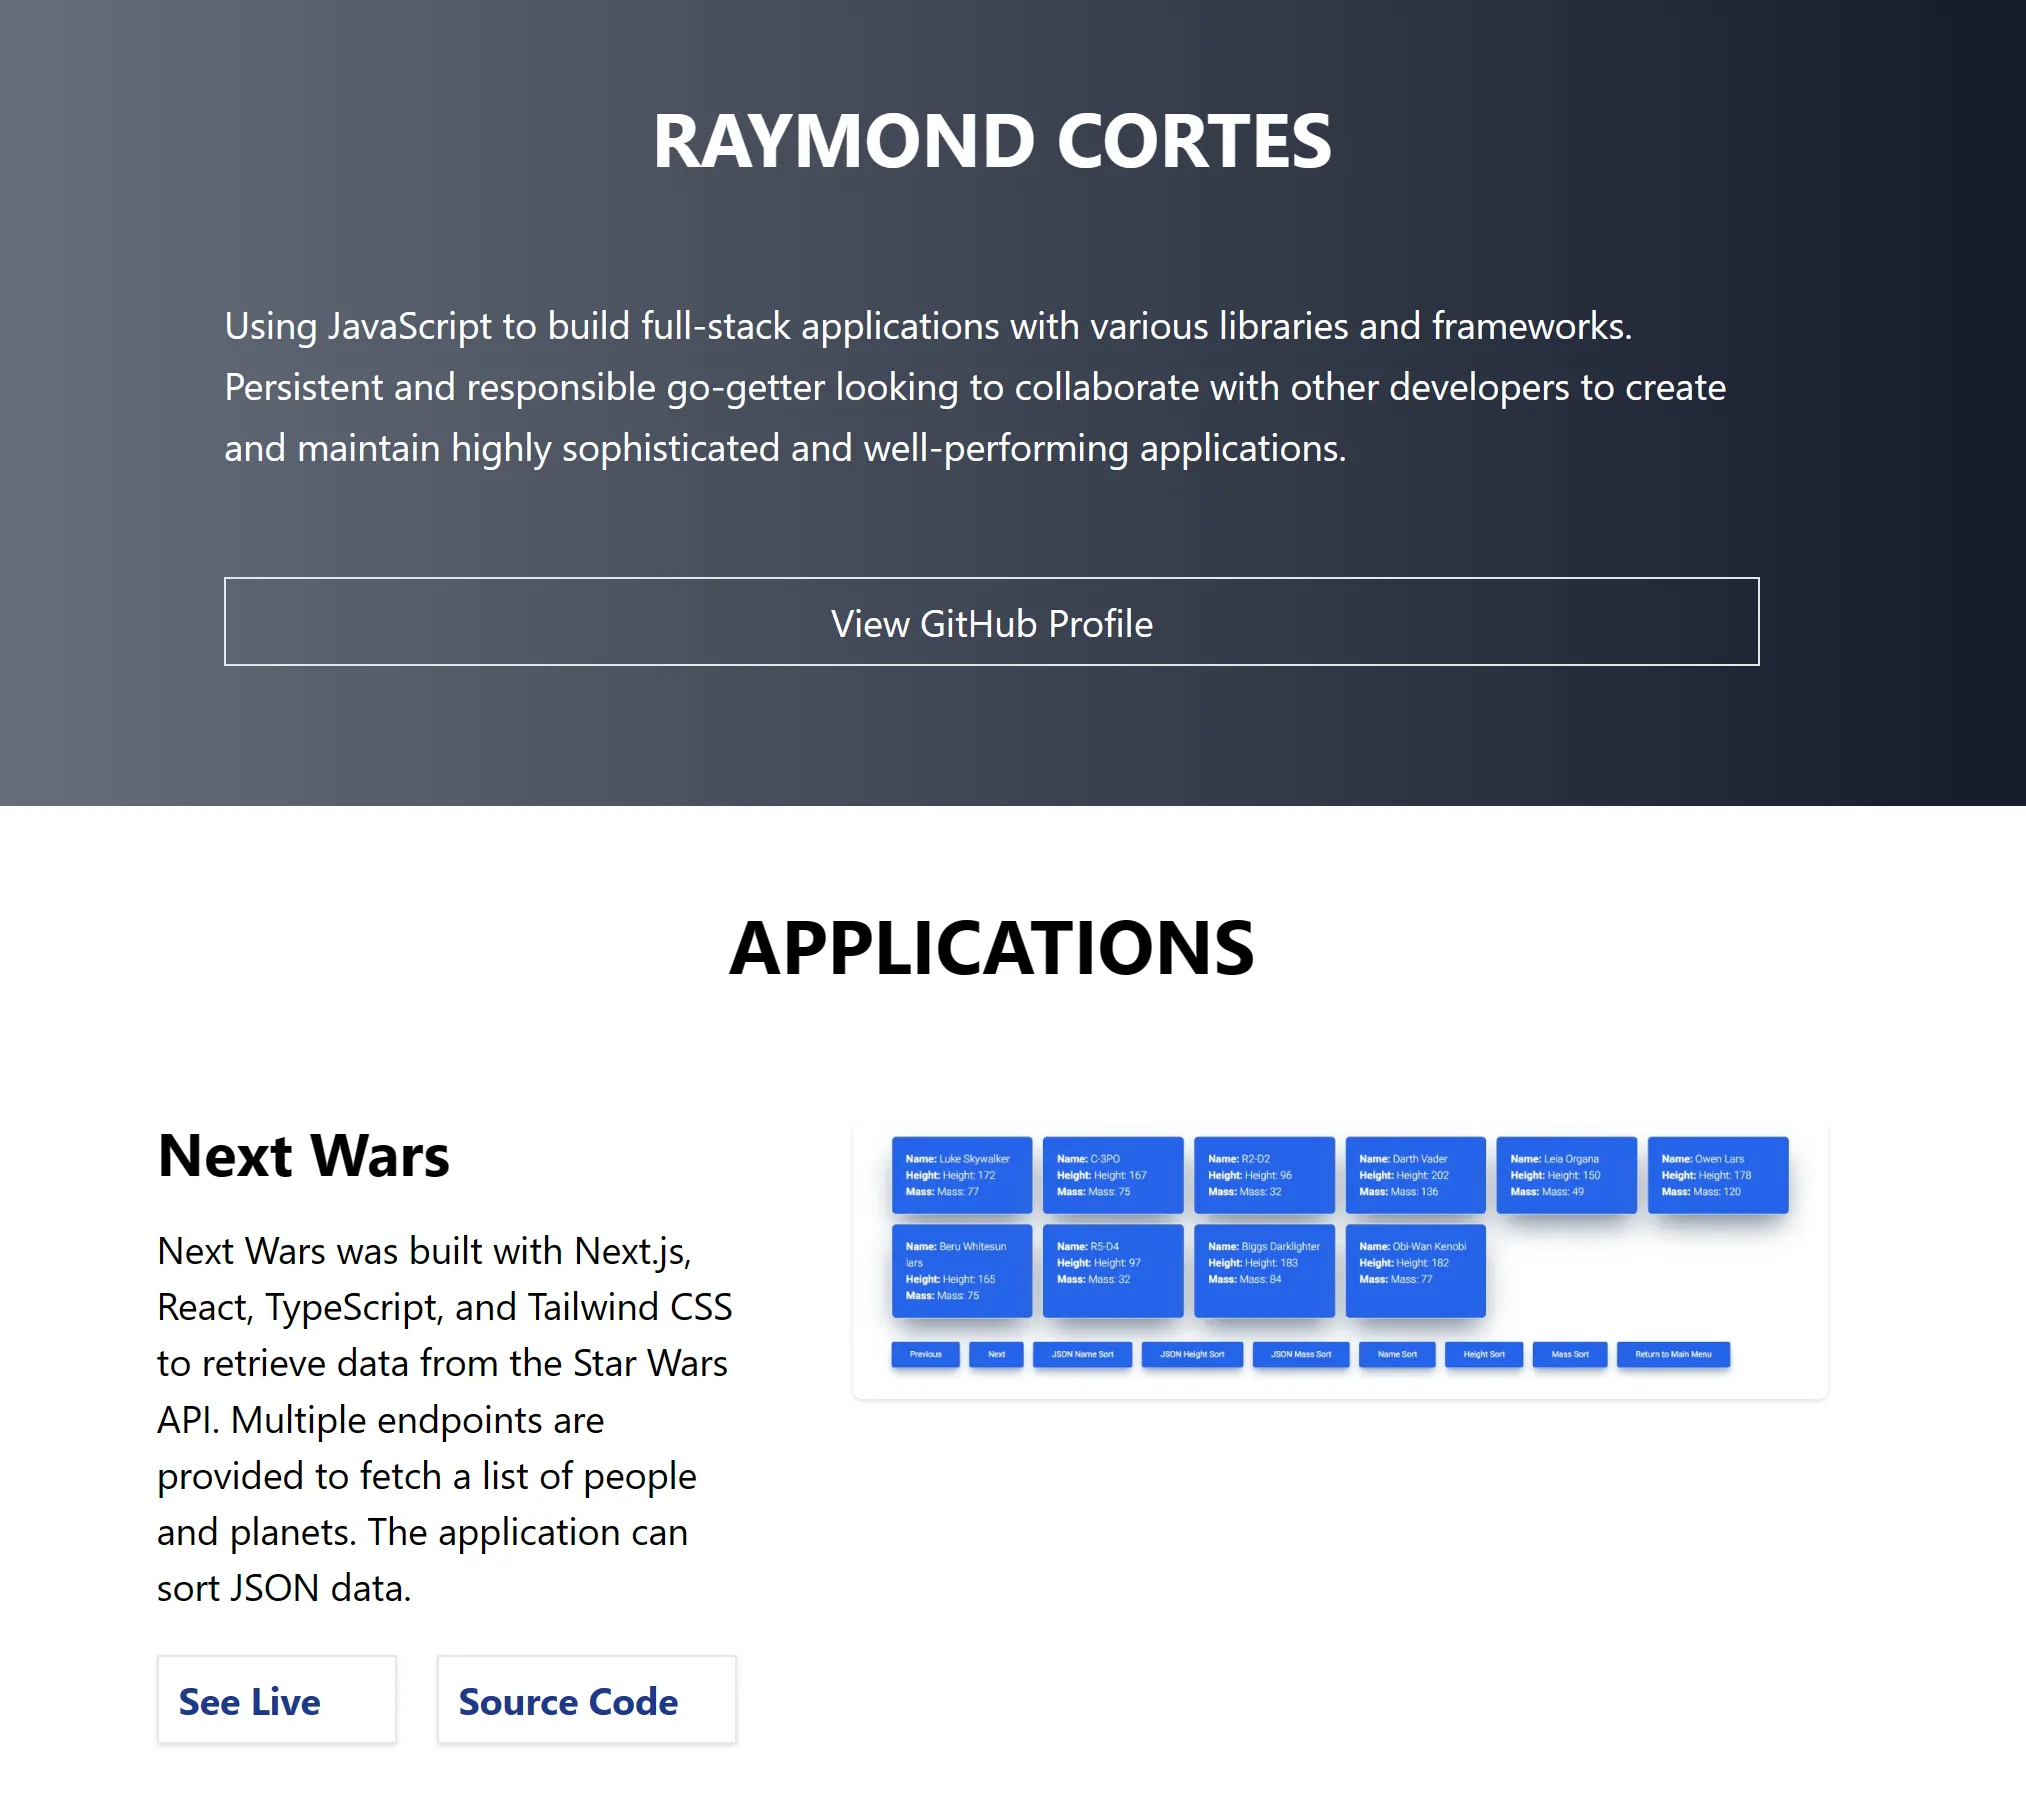 RAYMOND CORTES
Using JavaScript to build full-stack applications with various libraries and frameworks.
Persistent and responsible go-getter looking to collaborate with other developers to create
and maintain highly sophisticated and well-performing applications.
View GitHub Profile
APPLICATIONS
Next Wars
Next Wars was built with Next.js,
React, TypeScript, and Tailwind CSS
to retrieve data from the Star Wars
API. Multiple endpoints are
provided to fetch a list of people
and planets. The application can
sort JSON data.
See Live
Source Code
Name: Luke Skywalker
Height: Height: 172
Mass: Mass: 77
Name: C-3PO
Height: Height: 167
Mass: Mass: 75
Name: R2-D2
Height: Height: 96
Mass: Mass: 32
Name: Darth Vader
Height: Height: 202
Mass: Mass: 136
Name: Leia Organa
Height: Height: 150
Mass: Mass: 49
Name: Owen Lars
Height: Height: 178
Mass: Mass: 120
Name: Beru Whitesun
lars
Height: Height: 165
Mass: Mass: 75
Name: R5-D4
Height: Height: 97
Mass: Mass: 32
Name: Biggs Darklighter
Height: Height: 183
Mass: Mass: 84
Name: Obi-Wan Kenobi
Height: Height: 182
Mass: Mass: 77
Previous
Next
JSON Name Sort
JSON Height Sort
JSON Mass Sort
Name Sort
Height Sort
Mass Sort
Return to Main Menu